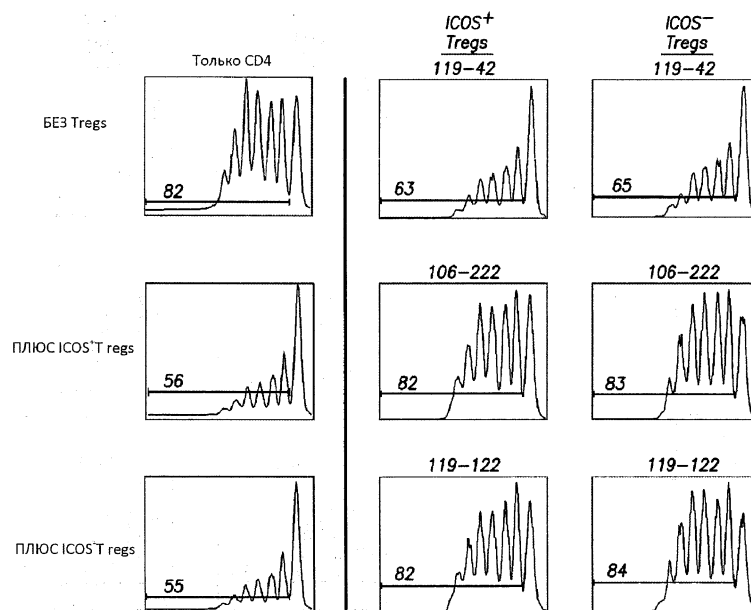 ICOS+ Tregs
ICOS− Tregs
Только CD4
119-42
119-42
БЕЗ Tregs
82
63
65
106-222
106-222
ПЛЮС ICOS⁺T regs
56
82
83
119-122
119-122
ПЛЮС ICOS⁻T regs
55
82
84